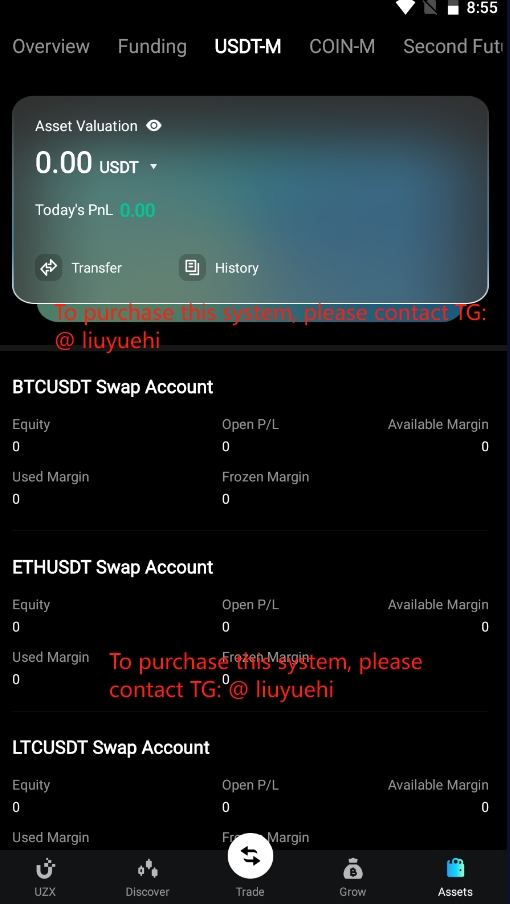 8:55
Overview Funding USDT-M COIN-M Second Fut
Asset Valuation
0.00 USDT
Today's PnL 0.00
Transfer History
To purchase this system, please contact TG:
@ liuyuehi
BTCUSDT Swap Account
Equity Open P/L Available Margin
0 0 0
Used Margin Frozen Margin
0 0
ETHUSDT Swap Account
Equity Open P/L Available Margin
0 0 0
Used Margin Frozen Margin
0 0
To purchase this system, please
contact TG: @ liuyuehi
LTCUSDT Swap Account
Equity Open P/L Available Margin
0 0 0
Used Margin Margin
UZX Discover Trade Grow Assets